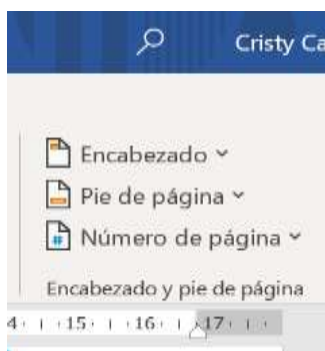 Cristy Ca
Encabezado
Pie de página
Número de página
Encabezado y pie de página
4 15 16 17